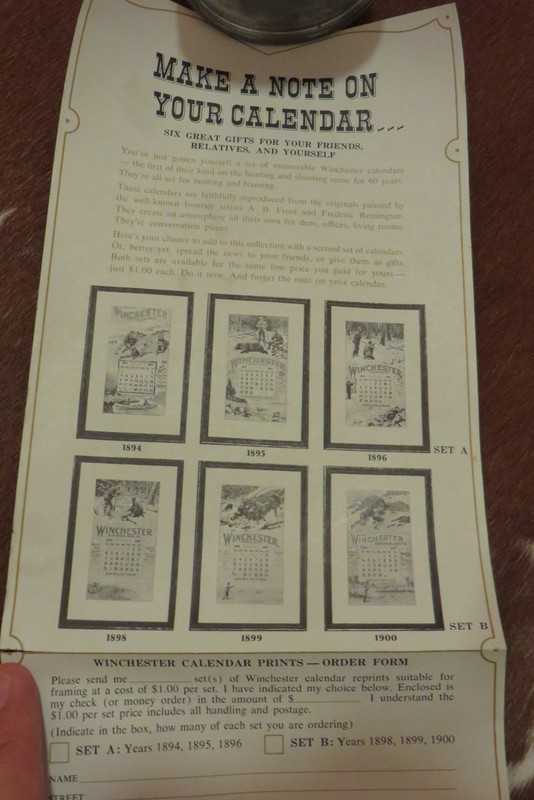 MAKE A NOTE ON
YOUR CALENDAR...
SIX GREAT GIFTS FOR YOUR FRIENDS,
RELATIVES, AND YOURSELF
You've just gotten yourself a set of memorable Winchester calendars
— the first of their kind on the hunting and shooting scene for 60 years.
They're all set for matting and framing.
These calendars are faithfully reproduced from the originals painted by
the well-known frontier artists A. B. Frost and Frederic Remington.
They create an atmosphere all their own for dens, offices, living rooms.
They're conversation pieces.
Here's your chance to add to this collection with a second set of calendars.
Or, better yet, spread the news to your friends, or give them as gifts.
Both sets are available for the same low price you paid for yours —
just $1.00 each. Do it now. And forget the note on your calendar.
WINCHESTER
WINCHESTER
WINCHESTER
1894
1895
1896
SET A
WINCHESTER
WINCHESTER
WINCHESTER
1898
1899
1900
SET B
WINCHESTER CALENDAR PRINTS — ORDER FORM
Please send me ________ set(s) of Winchester calendar reprints suitable for
framing at a cost of $1.00 per set. I have indicated my choice below. Enclosed is
my check (or money order) in the amount of $________ I understand the
$1.00 per set price includes all handling and postage.
(Indicate in the box, how many of each set you are ordering)
SET A: Years 1894, 1895, 1896
SET B: Years 1898, 1899, 1900
NAME
STREET